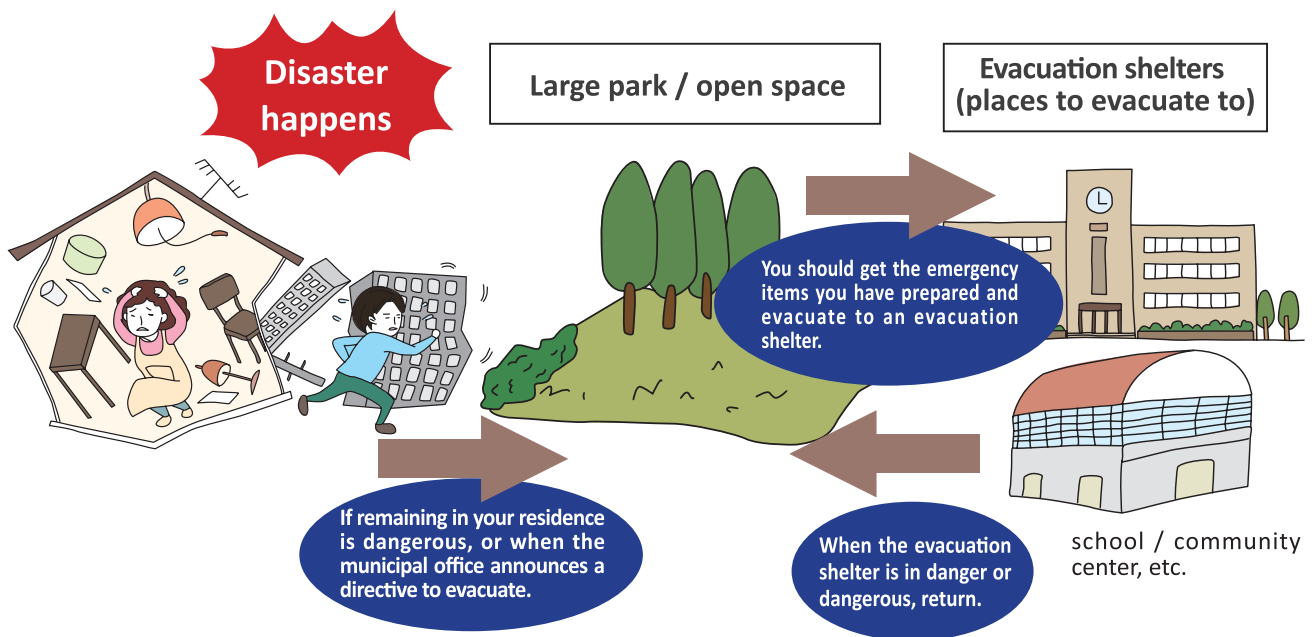 Disaster
happens
Large park / open space
Evacuation shelters
(places to evacuate to)
You should get the emergency
items you have prepared and
evacuate to an evacuation
shelter.
If remaining in your residence
is dangerous, or when the
municipal office announces a
directive to evacuate.
When the evacuation
shelter is in danger or
dangerous, return.
school / community
center, etc.